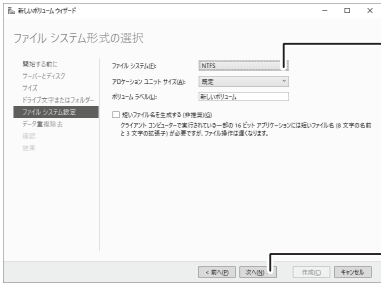 新しいボリューム ウィザード
ファイル システム形式の選択
開始する前に
サーバーとディスク
サイズ
ドライブ文字またはフォルダー
ファイル システム設定
データ重複除去
確認
結果
ファイル システム(F):
NTFS
アロケーション ユニット サイズ(A):
既定
ボリューム ラベル(L):
新しいボリューム
短いファイル名を生成する (非推奨)(G)
クライアント コンピューターで実行されている一部の 16 ビット アプリケーションには短いファイル名 (8 文字の名前
と 3 文字の拡張子) が必要ですが、ファイル操作は遅くなります。
< 前へ(P)
次へ(N) >
作成(C)
キャンセル